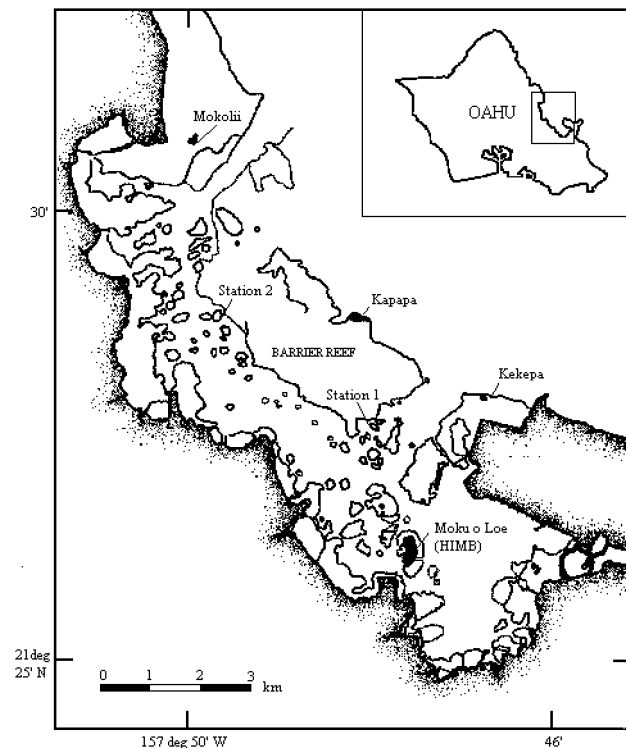 OAHU
Mokolii
30'
Station 2
Kapapa
BARRIER REEF
Kekepa
Station 1
Moku o Loe
(HIMB)
21deg
25' N
0 1 2 3
km
157 deg 50' W
46'